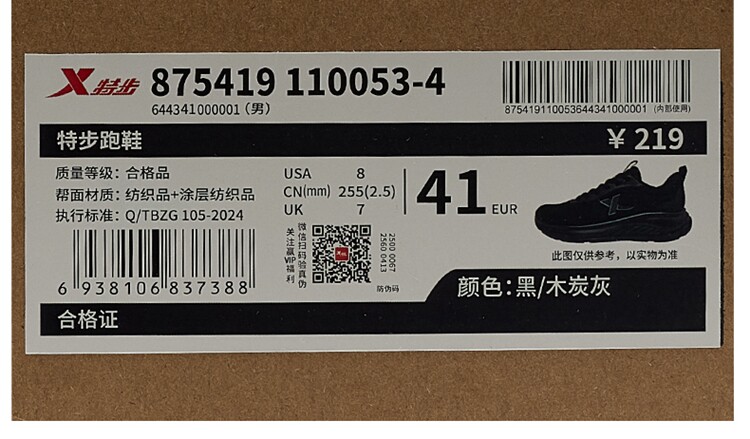 X 特步 875419 110053-4
644341000001(男)
875419110053644341000001 (内部使用)
特步跑鞋 ¥ 219
质量等级：合格品
帮面材质：纺织品+涂层纺织品
执行标准：Q/TBZG 105-2024
USA 8
CN(mm) 255(2.5)
UK 7
41 EUR
此图仅供参考，以实物为准
微信扫码验真伪
关注赢VIP福利
2500 0067
2560 0413
防伪码
6 938106 837388
颜色：黑/木炭灰
合格证